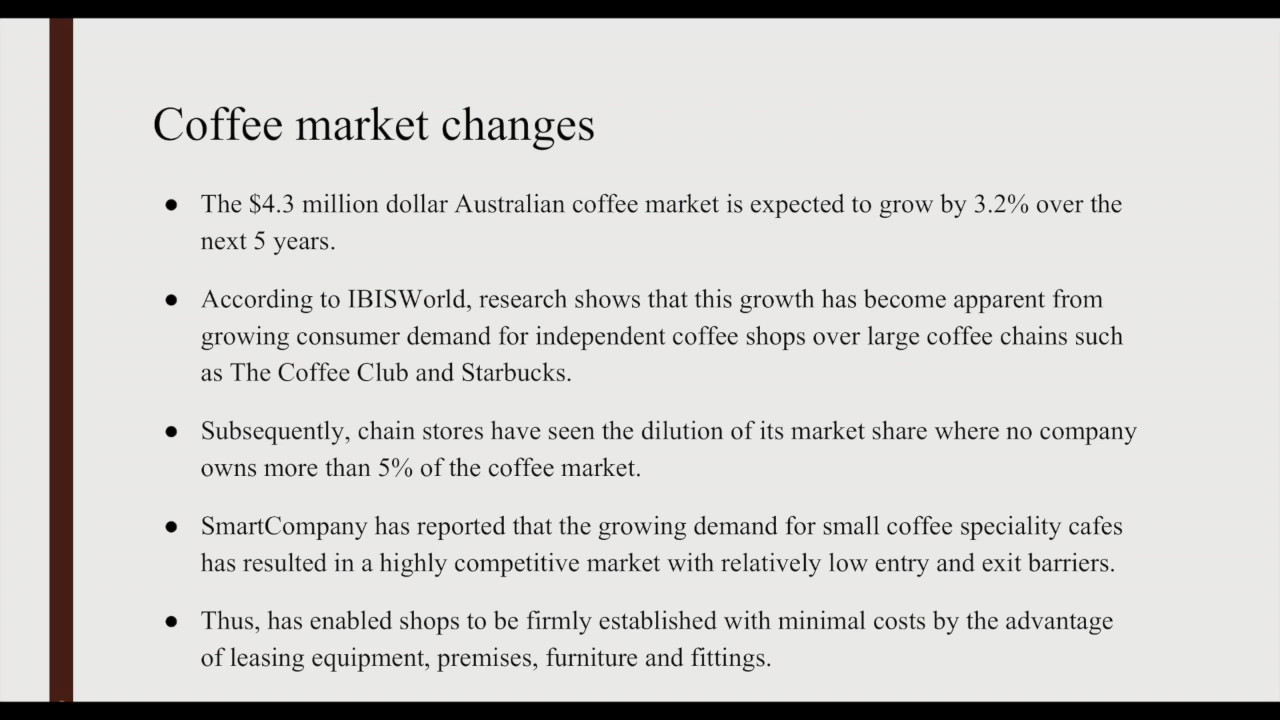 Coffee market changes
● The $4.3 million dollar Australian coffee market is expected to grow by 3.2% over the
next 5 years.
● According to IBISWorld, research shows that this growth has become apparent from
growing consumer demand for independent coffee shops over large coffee chains such
as The Coffee Club and Starbucks.
● Subsequently, chain stores have seen the dilution of its market share where no company
owns more than 5% of the coffee market.
● SmartCompany has reported that the growing demand for small coffee speciality cafes
has resulted in a highly competitive market with relatively low entry and exit barriers.
● Thus, has enabled shops to be firmly established with minimal costs by the advantage
of leasing equipment, premises, furniture and fittings.